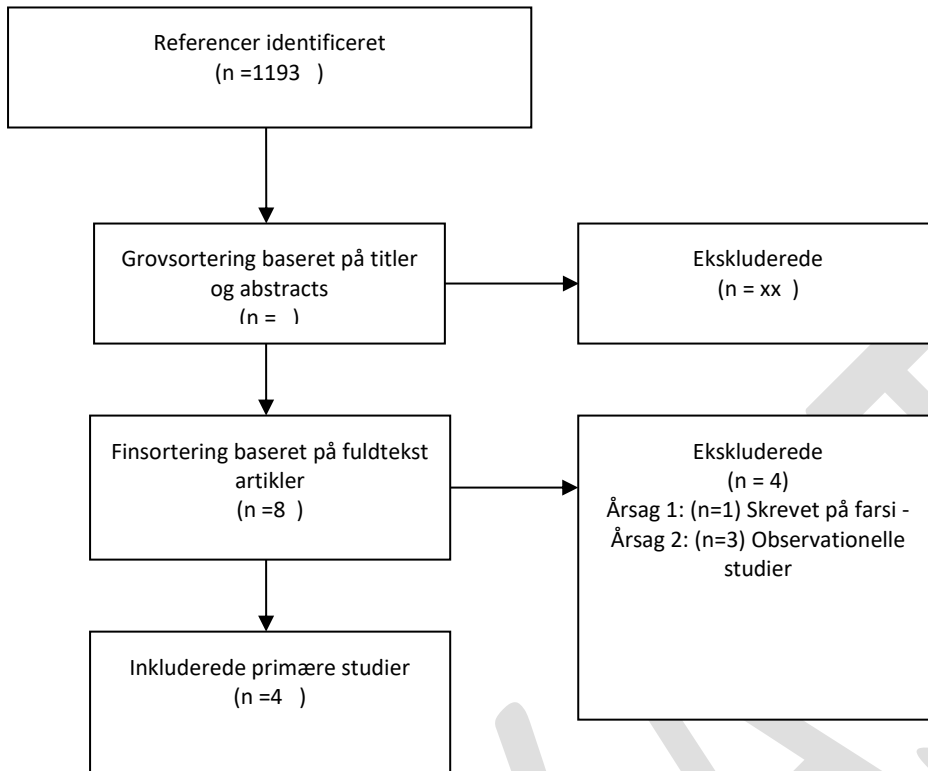 Referencer identificeret
(n =1193 )
Grovsortering baseret på titler
og abstracts
(n = )
Ekskluderede
(n = xx )
Finsortering baseret på fuldtekst
artikler
(n =8 )
Ekskluderede
(n = 4)
Årsag 1: (n=1) Skrevet på farsi -
Årsag 2: (n=3) Observationelle
studier
Inkluderede primære studier
(n =4 )